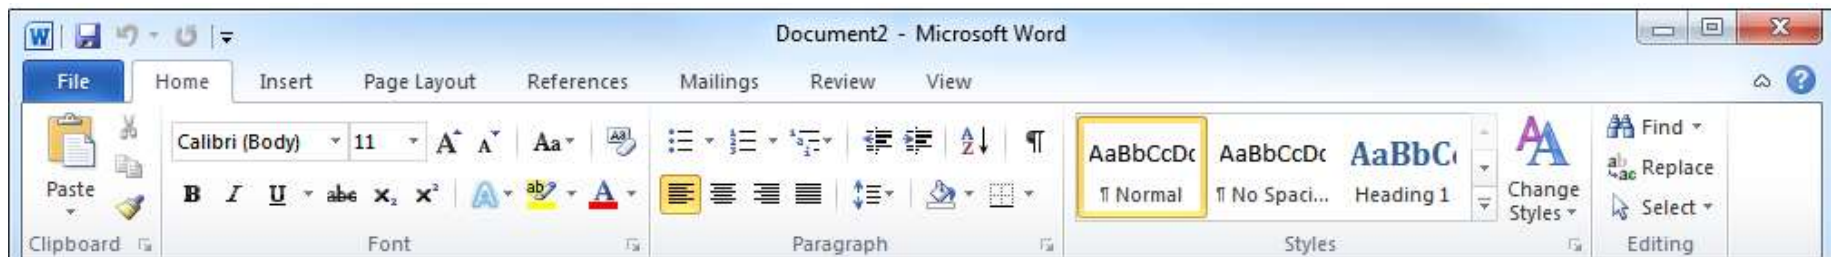 Document2 - Microsoft Word
File Home Insert Page Layout References Mailings Review View
Paste
Calibri (Body) 11 A A Aa
B I U abc x₂ x² A ab A
AaBbCcDc AaBbCcDc AaBbC
¶ Normal ¶ No Spaci... Heading 1
Change
Styles
Find
Replace
Select
Clipboard Font Paragraph Styles Editing